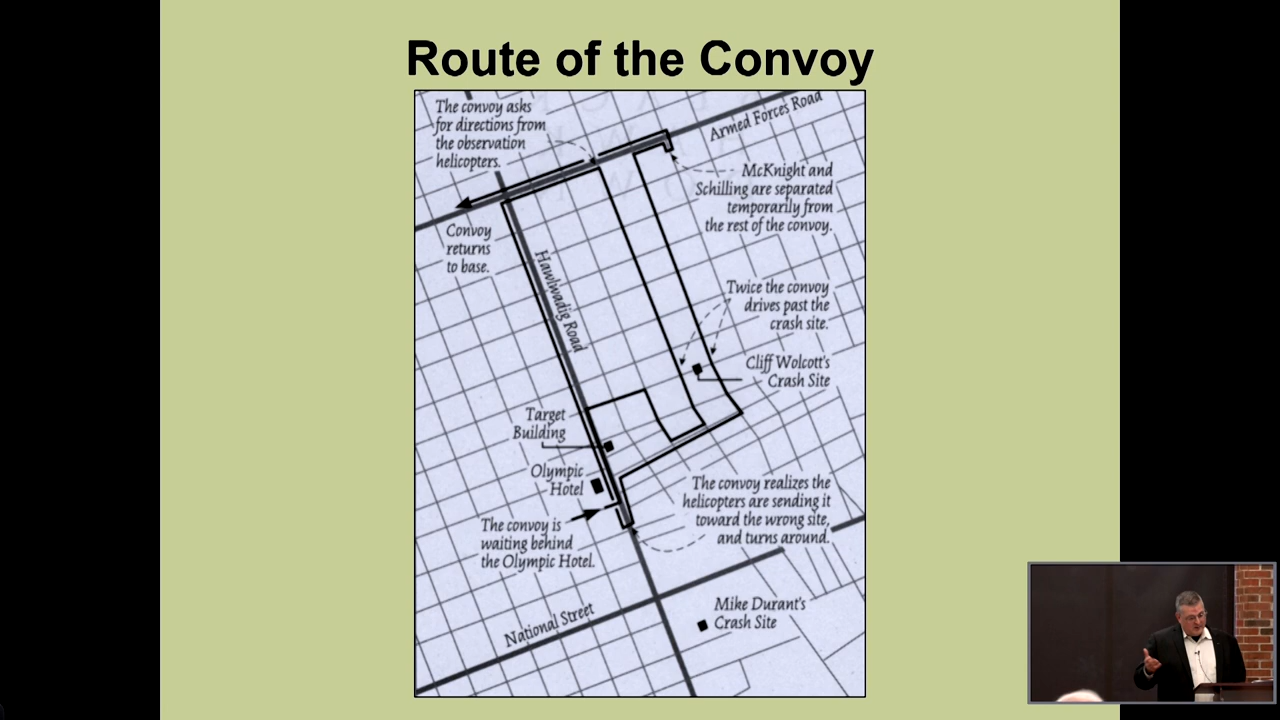 Route of the Convoy
The convoy asks
for directions from
the observation
helicopters.
Armed Forces Road
McKnight and
Schilling are separated
temporarily from
the rest of the convoy.
Convoy
returns
to base.
Hawlwadig Road
Twice the convoy
drives past the
crash site.
Cliff Wolcott's
Crash Site
Target
Building
Olympic
Hotel
The convoy realizes the
helicopters are sending it
toward the wrong site,
and turns around.
The convoy is
waiting behind
the Olympic Hotel.
National Street
Mike Durant's
Crash Site